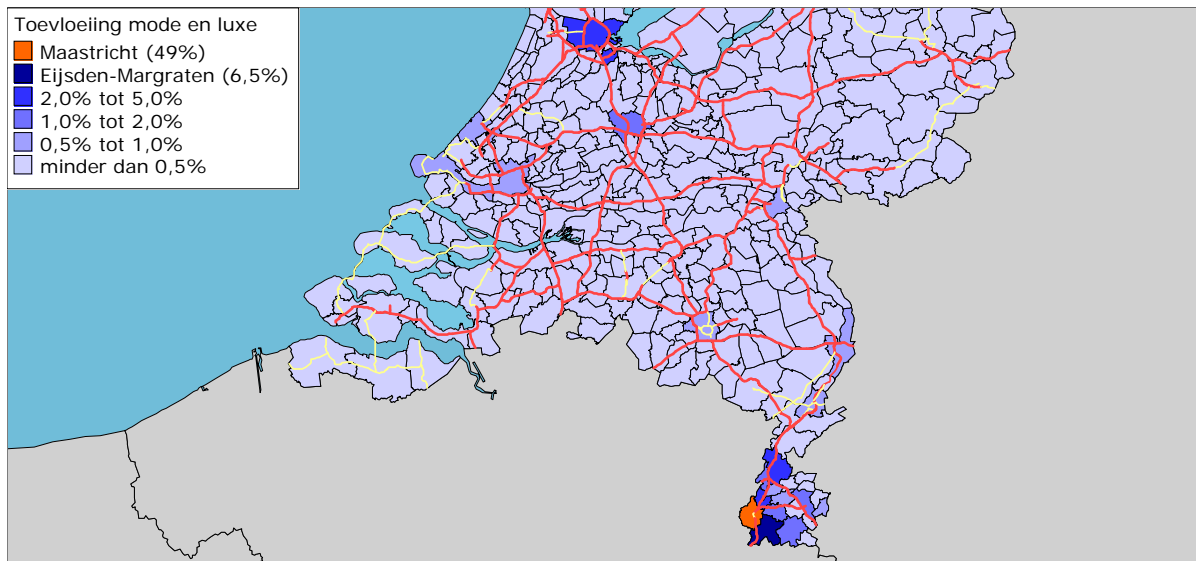 Toevloeiing mode en luxe
Maastricht (49%)
Eijsden-Margraten (6,5%)
2,0% tot 5,0%
1,0% tot 2,0%
0,5% tot 1,0%
minder dan 0,5%